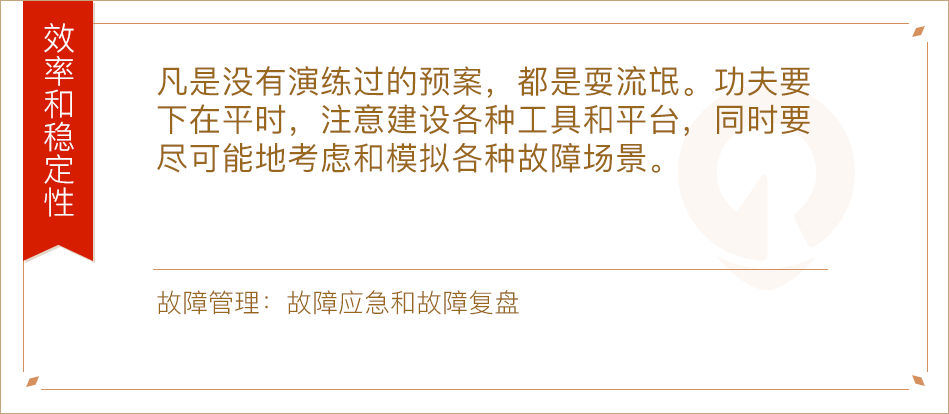 效率和稳定性
凡是没有演练过的预案，都是耍流氓。功夫要
下在平时，注意建设各种工具和平台，同时要
尽可能地考虑和模拟各种故障场景。
故障管理：故障应急和故障复盘